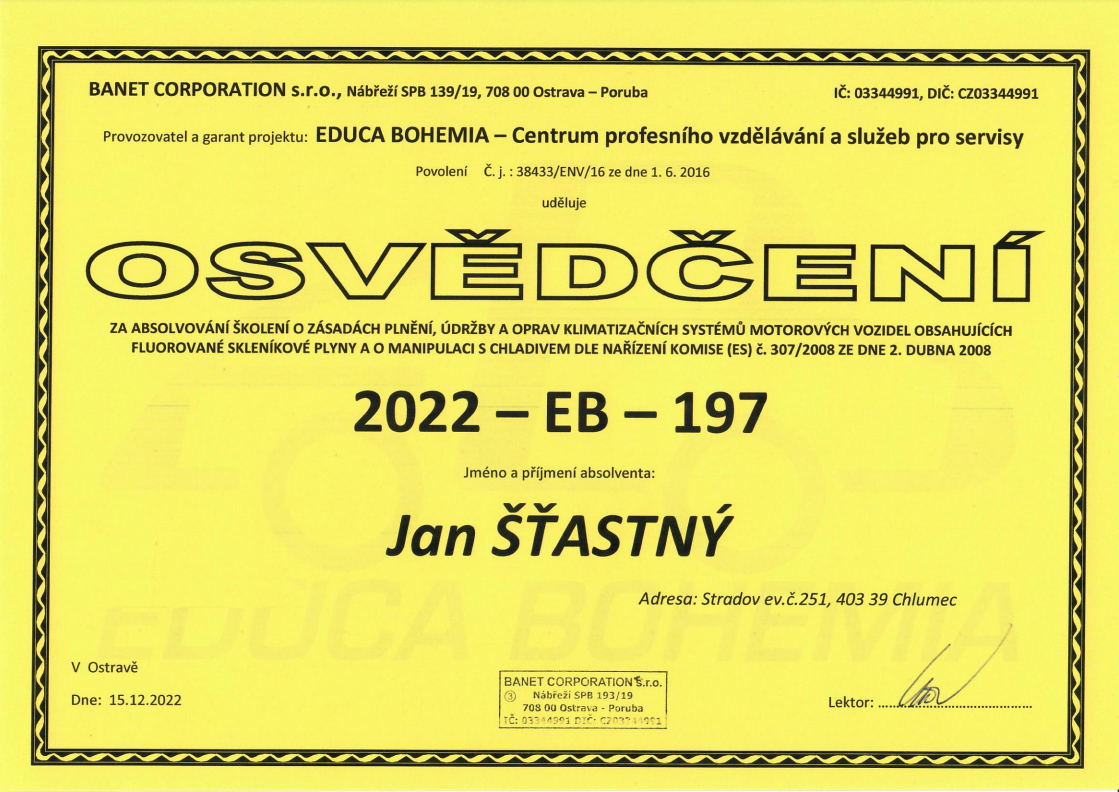 BANET CORPORATION s.r.o., Nábřeží SPB 139/19, 708 00 Ostrava – Poruba IČ: 03344991, DIČ: CZ03344991
Provozovatel a garant projektu: EDUCA BOHEMIA – Centrum profesního vzdělávání a služeb pro servisy
Povolení Č. j. : 38433/ENV/16 ze dne 1. 6. 2016
uděluje
OSVĚDČENÍ
ZA ABSOLVOVÁNÍ ŠKOLENÍ O ZÁSADÁCH PLNĚNÍ, ÚDRŽBY A OPRAV KLIMATIZAČNÍCH SYSTÉMŮ MOTOROVÝCH VOZIDEL OBSAHUJÍCÍCH
FLUOROVANÉ SKLENÍKOVÉ PLYNY A O MANIPULACI S CHLADIVEM DLE NAŘÍZENÍ KOMISE (ES) č. 307/2008 ZE DNE 2. DUBNA 2008
2022 – EB – 197
Jméno a příjmení absolventa:
Jan ŠŤASTNÝ
Adresa: Stradov ev.č.251, 403 39 Chlumec
EDUCA BOHEMIA
V Ostravě
Dne: 15.12.2022
BANET CORPORATION s.r.o.
③ Nábřeží SPB 193/19
708 00 Ostrava - Poruba
IČ: 03344991 DIČ: CZ03344991
Lektor: